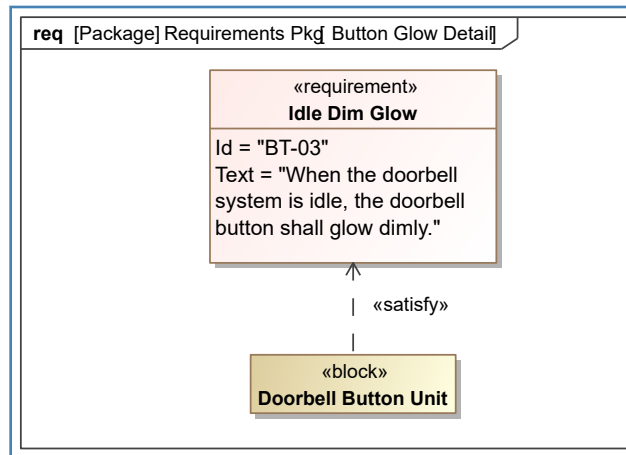 req [Package] Requirements Pkg[ Button Glow Detail]
«requirement»
Idle Dim Glow
Id = "BT-03"
Text = "When the doorbell
system is idle, the doorbell
button shall glow dimly."
«satisfy»
«block»
Doorbell Button Unit